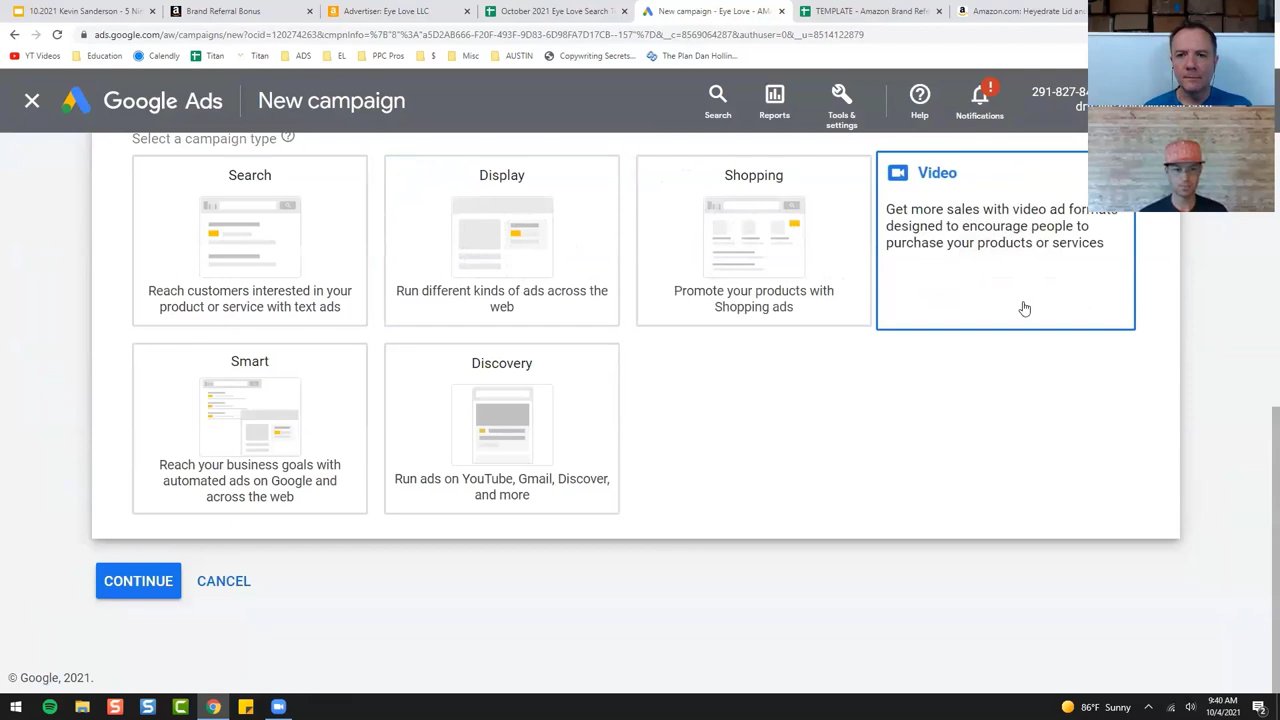 10.2021 Kevin Sanderson - 5 N
Brand Referral Bonus
Advertiser: Eye Love LLC
October 2021 Eye Love Search T
New campaign - Eye Love - AM
TEMPLATE - Amazon Brand Refe
Amazon.com: Heyedrate Lid an
YT Videos
Education
Calendly
Titan
Titan
ADS
EL
PPC Pros
S
Misc
Copywriting Secrets...
The Plan Dan Hollin...
Google Ads
New campaign
Search
Reports
Tools & settings
Help
Notifications
Select a campaign type
Search
Reach customers interested in your
product or service with text ads
Display
Run different kinds of ads across the
web
Shopping
Promote your products with
Shopping ads
Video
Get more sales with video ad formats
designed to encourage people to
purchase your products or services
Smart
Reach your business goals with
automated ads on Google and
across the web
Discovery
Run ads on YouTube, Gmail, Discover,
and more
CONTINUE
CANCEL
© Google, 2021.
86°F Sunny
9:40 AM
10/4/2021
2